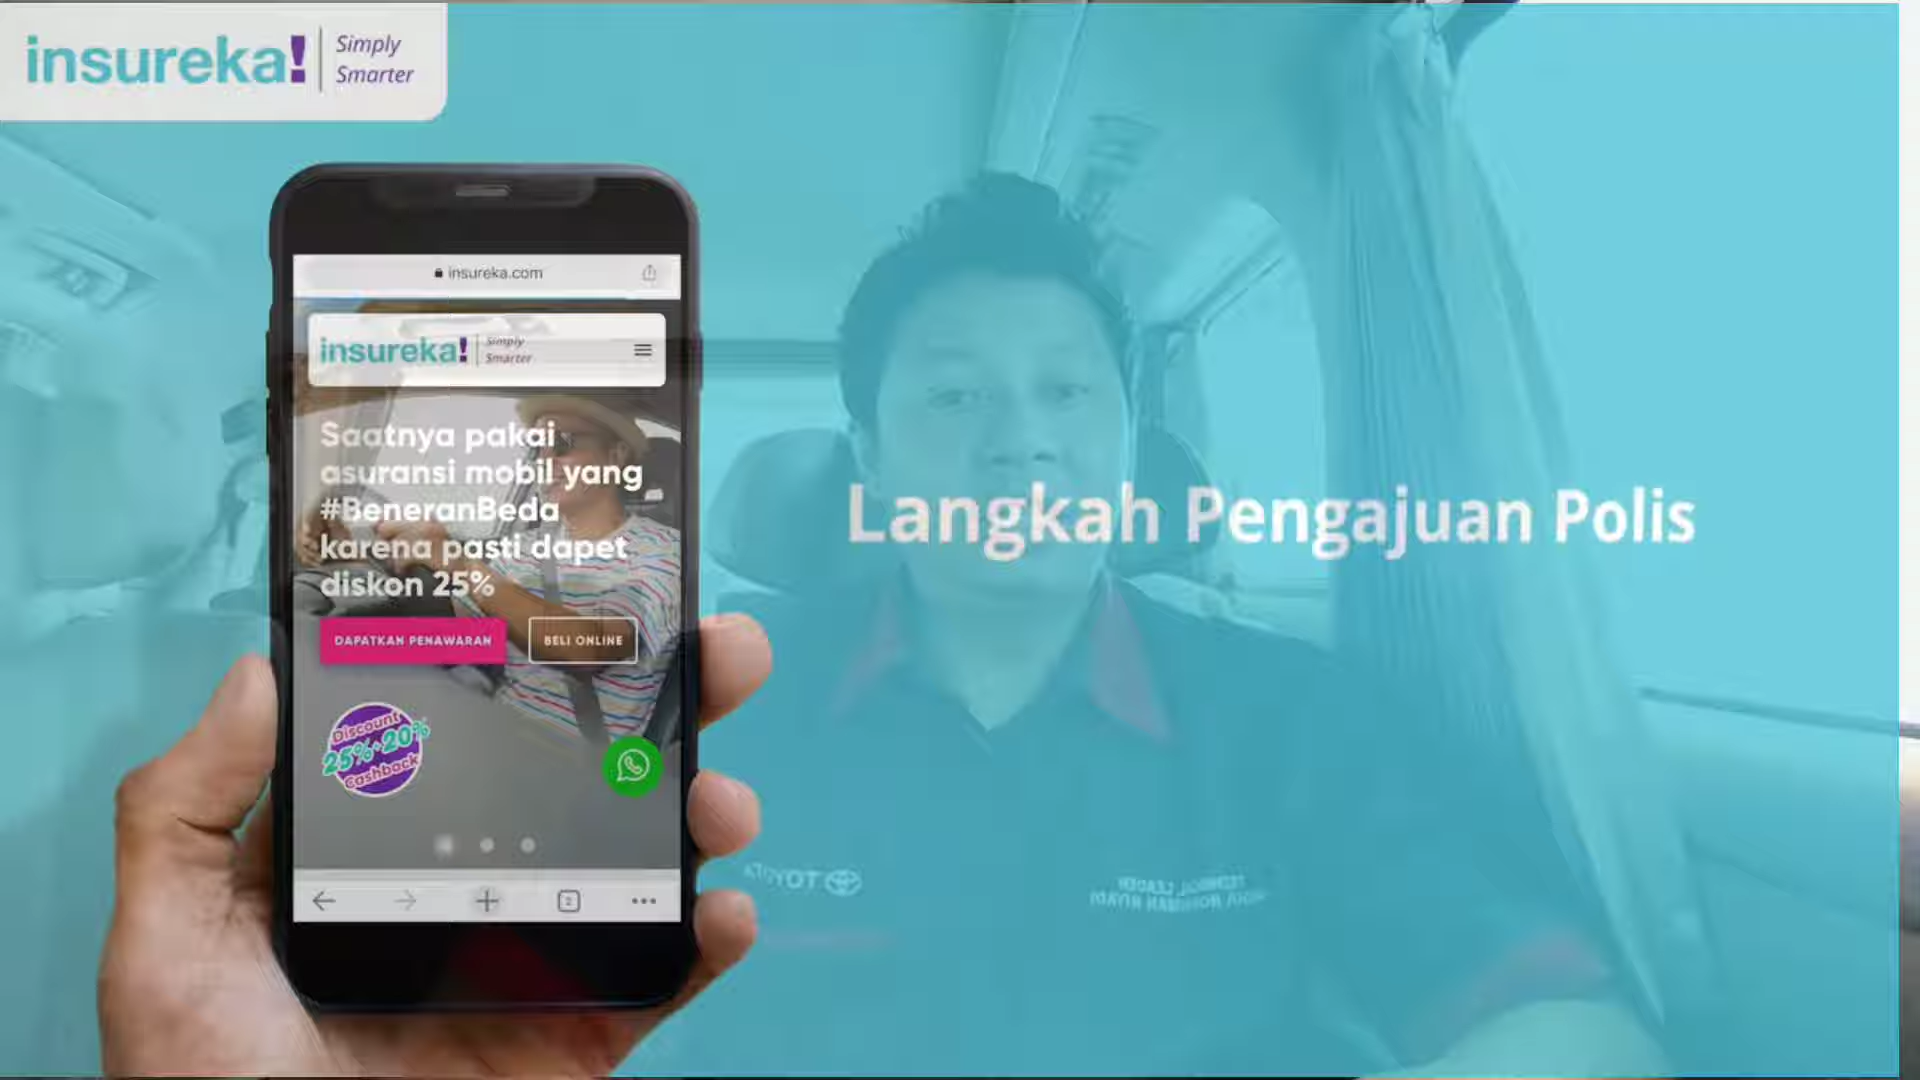 insureka!
Simply
Smarter
insureka.com
insureka!
Simply
Smarter
Saatnya pakai
asuransi mobil yang
#BeneranBeda
karena pasti dapet
diskon 25%
DAPATKAN PENAWARAN
BELI ONLINE
Discount
25%+20%
Cashback
2
Langkah Pengajuan Polis
TOYOTA